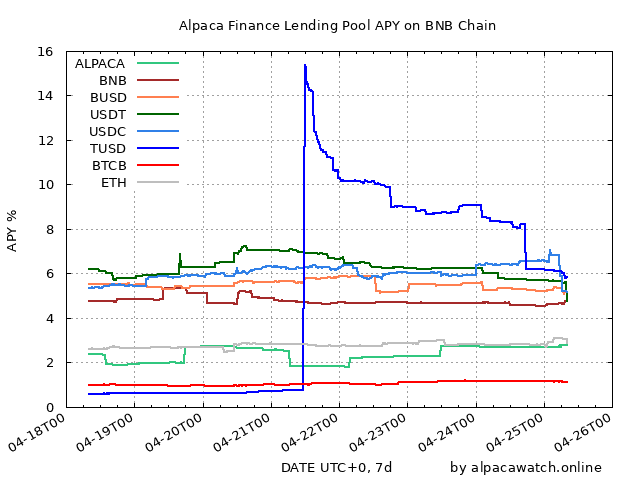 Alpaca Finance Lending Pool APY on BNB Chain
APY %
16
14
12
10
8
6
4
2
0
ALPACA
BNB
BUSD
USDT
USDC
TUSD
BTCB
ETH
04-18T00
04-19T00
04-20T00
04-21T00
04-22T00
04-23T00
04-24T00
04-25T00
04-26T00
DATE UTC+0, 7d
by alpacawatch.online